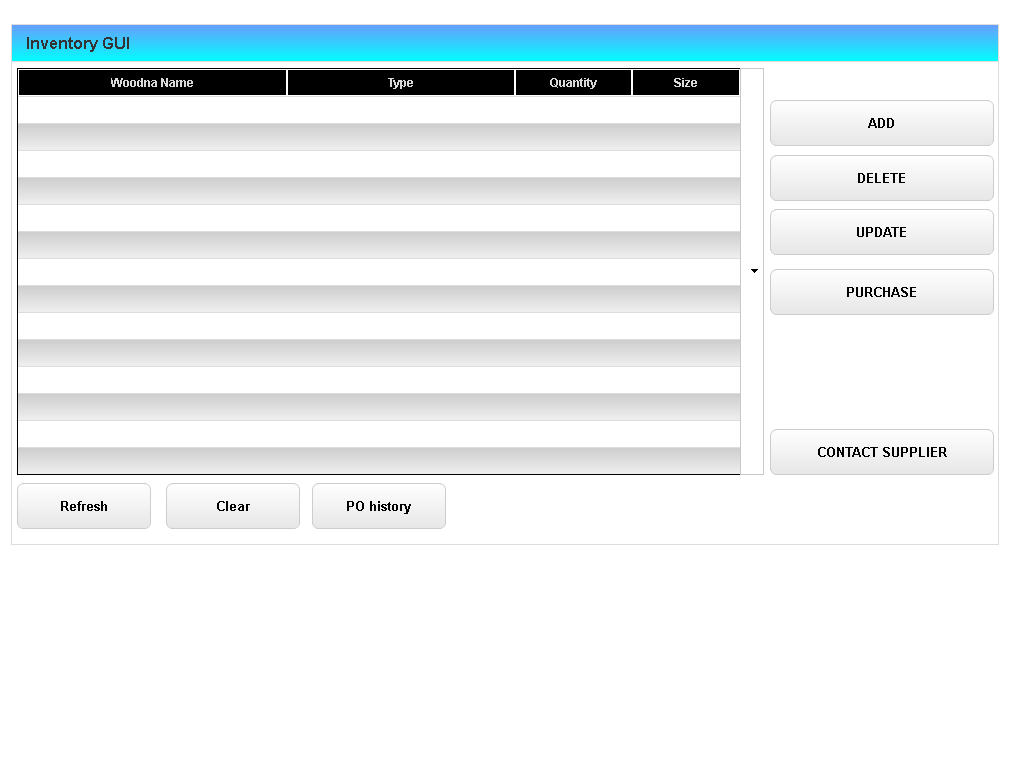 Inventory GUI
Woodna Name Type Quantity Size
ADD
DELETE
UPDATE
PURCHASE
CONTACT SUPPLIER
Refresh Clear PO history